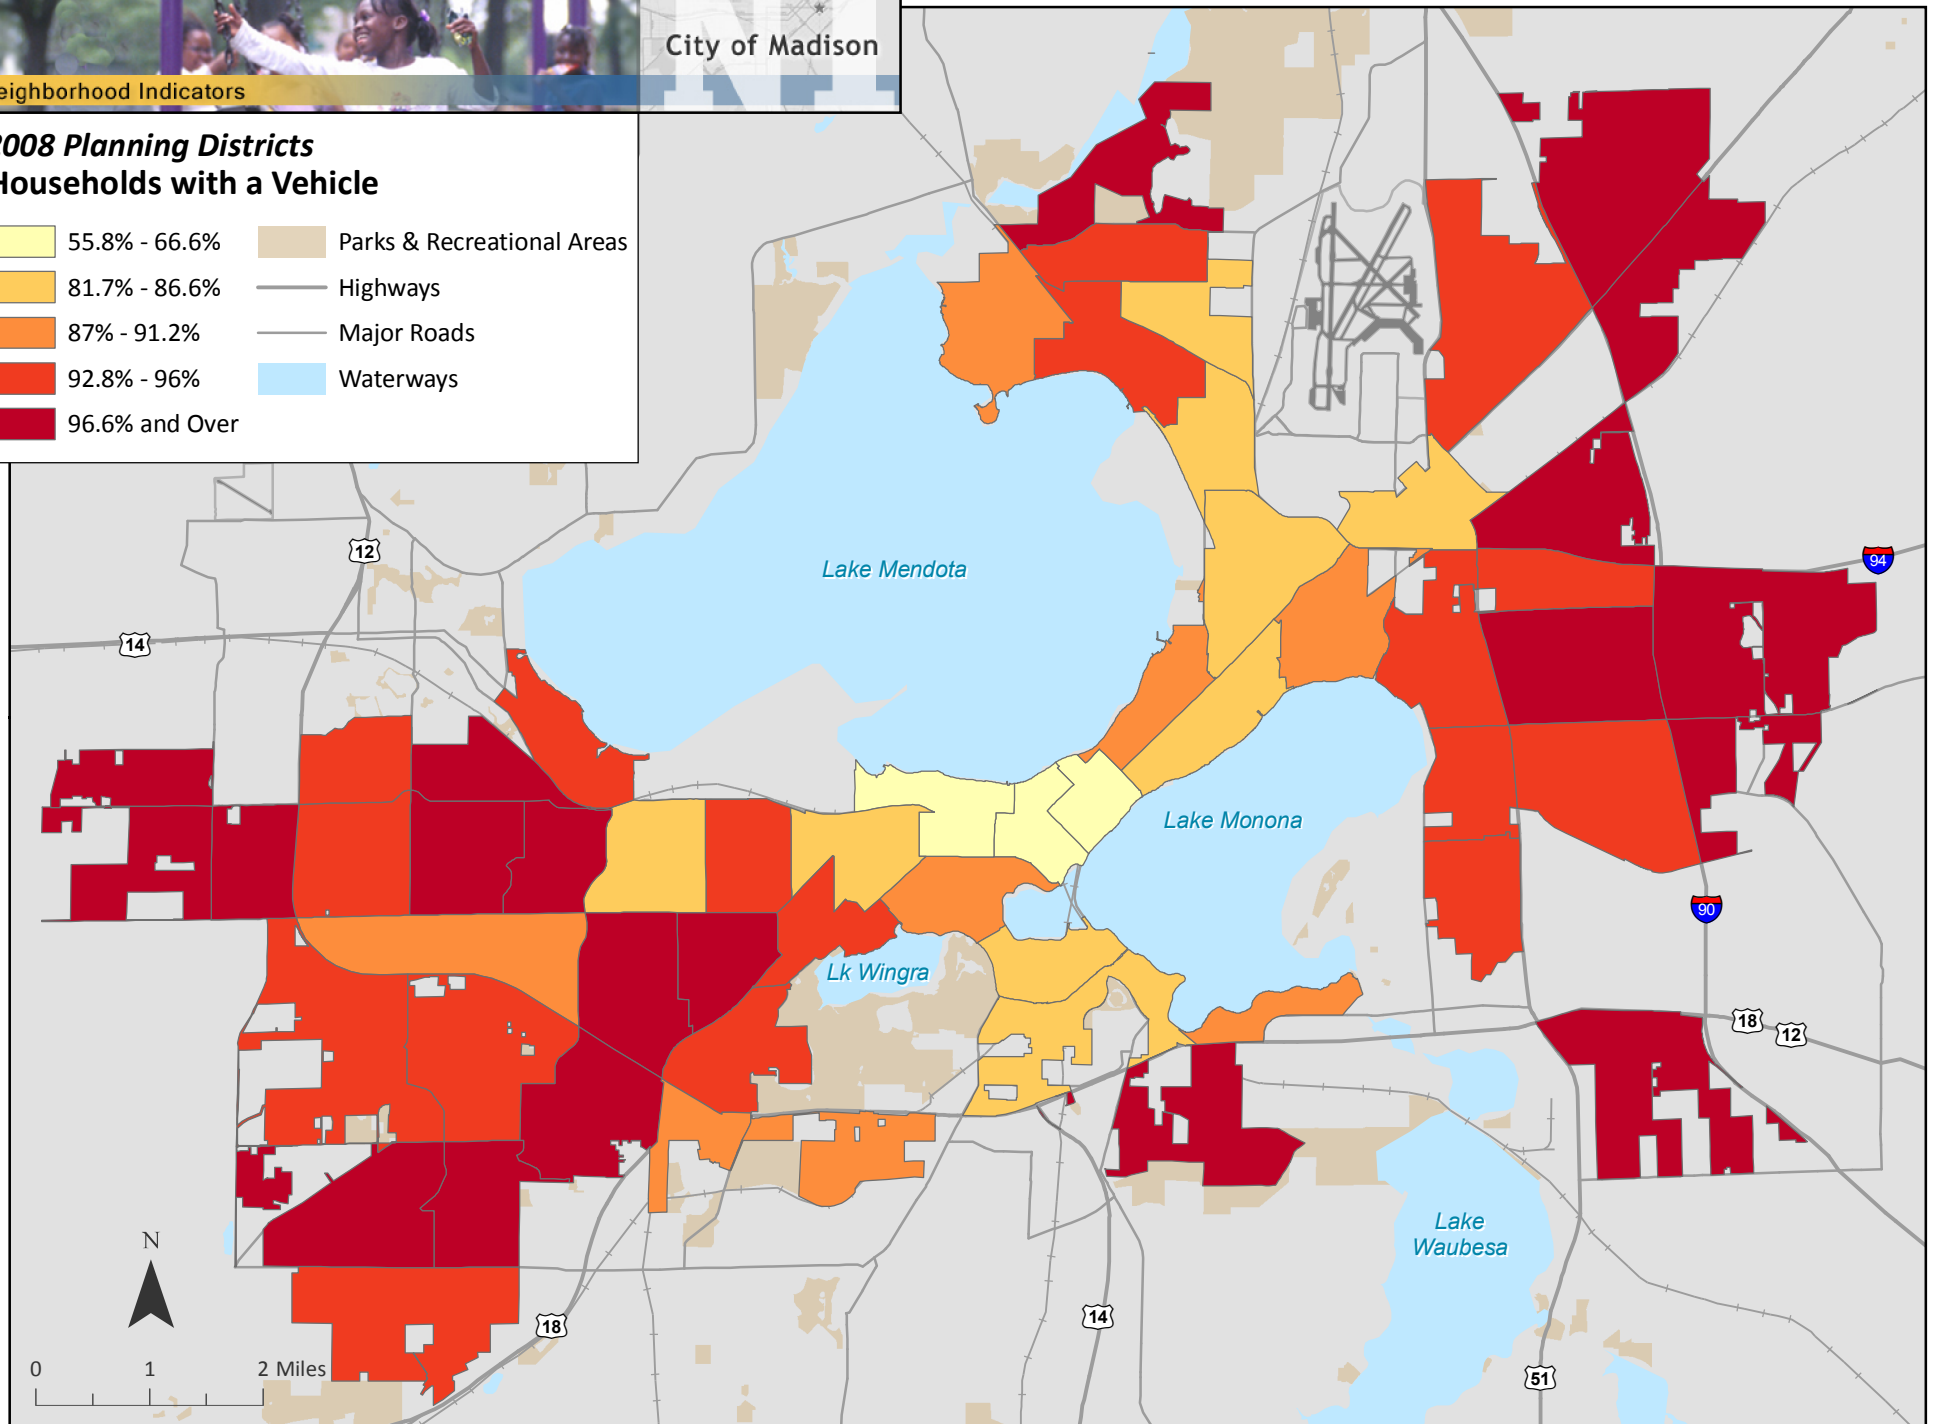 City of Madison
eighborhood Indicators
2008 Planning Districts
Households with a Vehicle
55.8% - 66.6%
81.7% - 86.6%
87% - 91.2%
92.8% - 96%
96.6% and Over
Parks & Recreational Areas
Highways
Major Roads
Waterways
12
14
94
Lake Mendota
Lake Monona
90
Lk Wingra
18
12
Lake
Waubesa
N
18
14
51
0 1 2 Miles